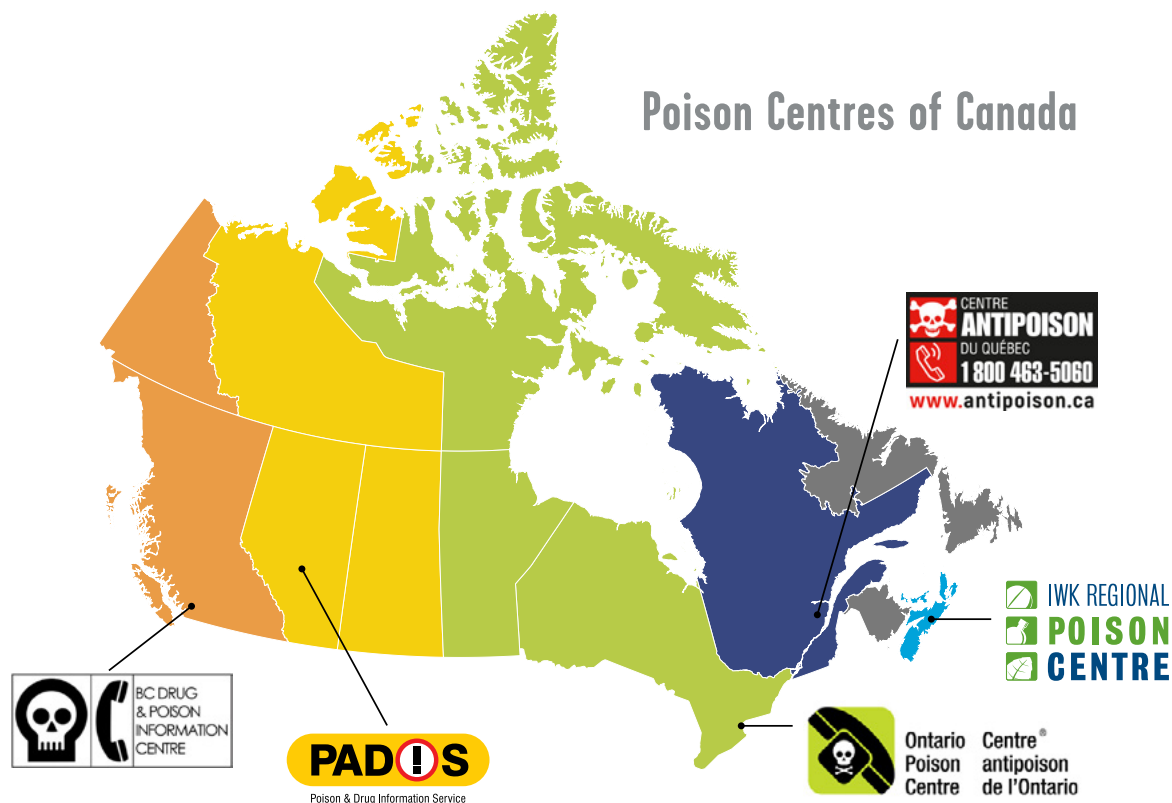 Poison Centres of Canada
CENTRE
ANTIPOISON
DU QUÉBEC
1 800 463-5060
www.antipoison.ca
IWK REGIONAL
POISON
CENTRE
BC DRUG
& POISON
INFORMATION
CENTRE
PAD!S
Poison & Drug Information Service
Ontario
Poison
Centre
Centre®
antipoison
de l'Ontario